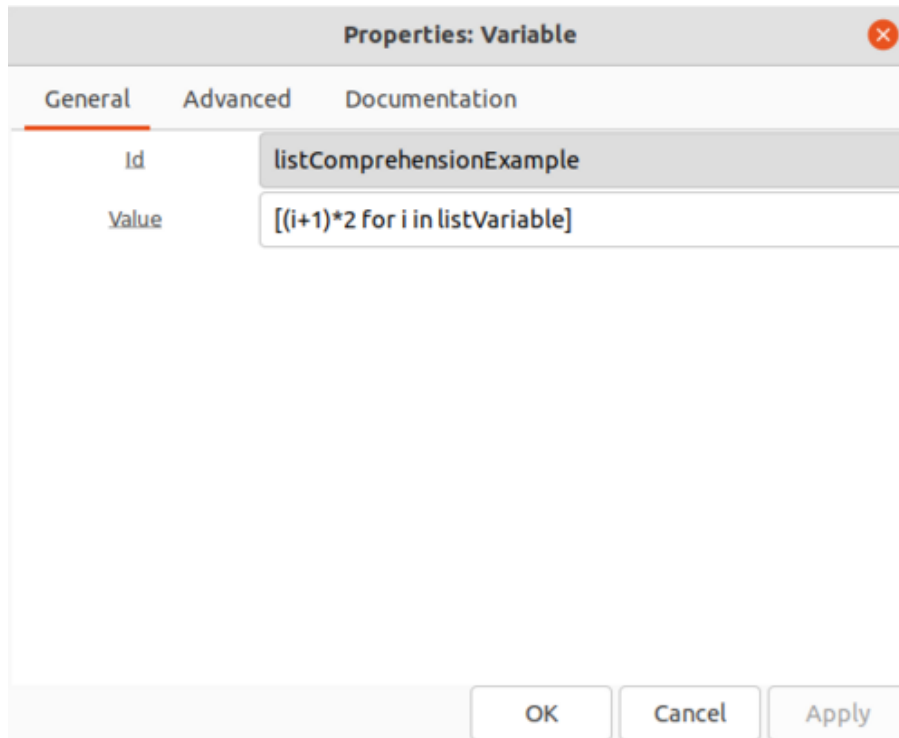 Properties: Variable
General Advanced Documentation
Id listComprehensionExample
Value [(i+1)*2 for i in listVariable]
OK Cancel Apply